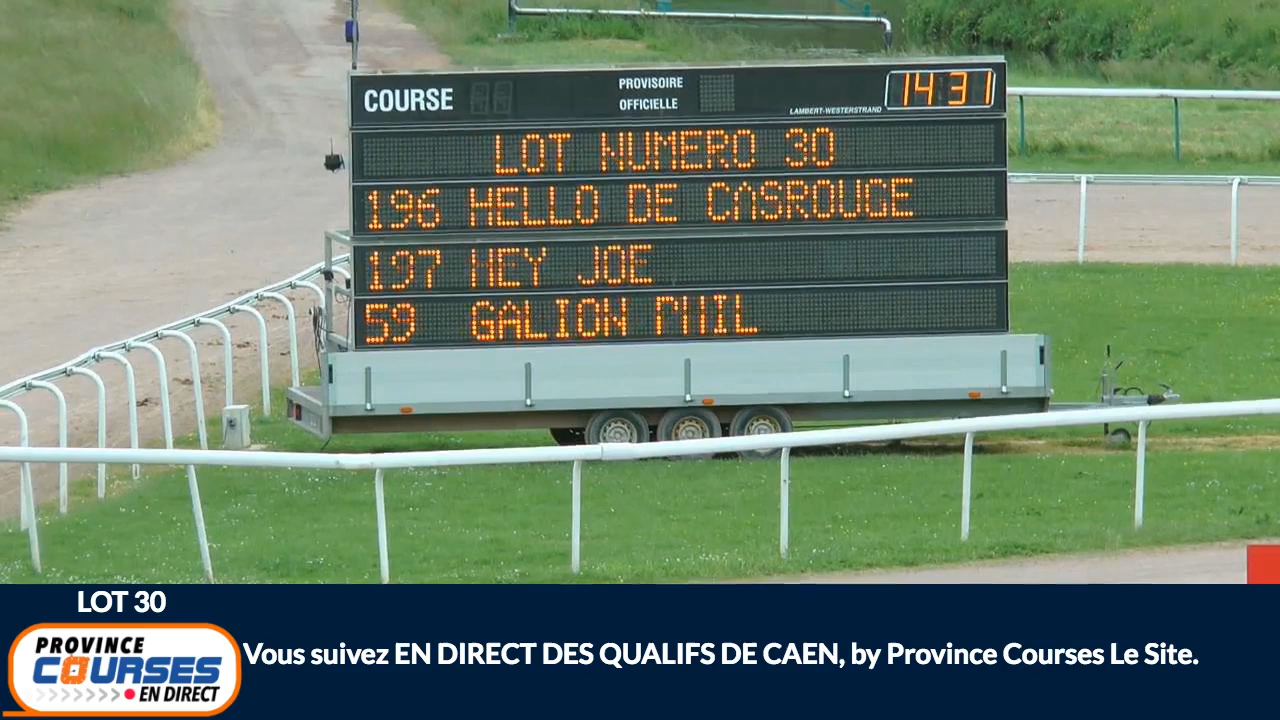 COURSE
PROVISOIRE
OFFICIELLE
LAMBERT-WESTERSTRAND
14 31
LOT NUMERO 30
196 HELLO DE CASROUGE
197 HEY JOE
59 GALION PHIL
LOT 30
PROVINCE
COURSES
EN DIRECT
Vous suivez EN DIRECT DES QUALIFS DE CAEN, by Province Courses Le Site.